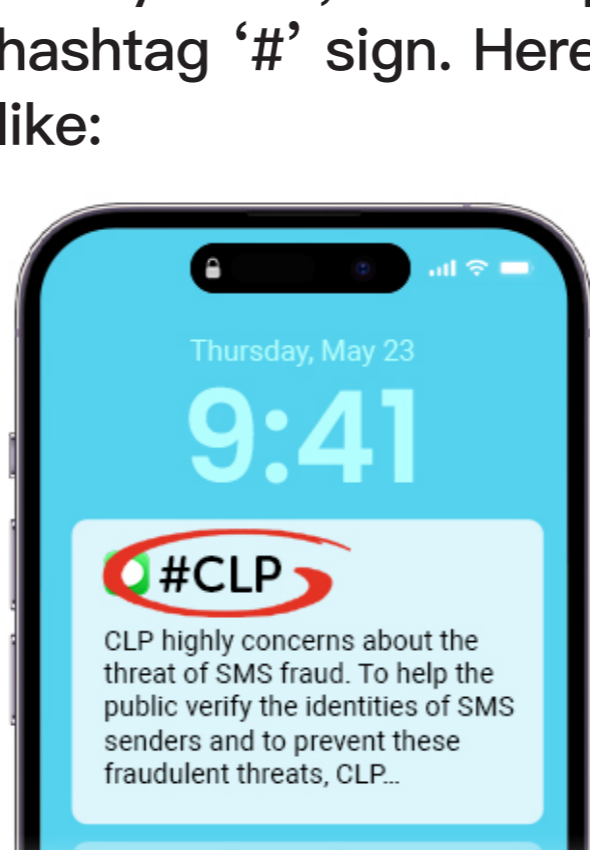 hashtag ‘#’ sign. Here
like:
Thursday, May 23
9:41
#CLP
CLP highly concerns about the
threat of SMS fraud. To help the
public verify the identities of SMS
senders and to prevent these
fraudulent threats, CLP...